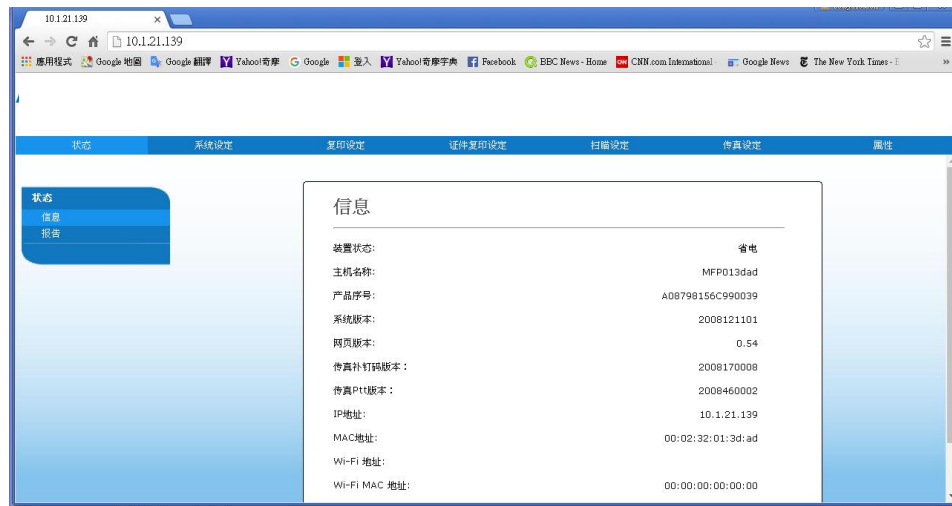 10.1.21.139
10.1.21.139
應用程式 Google 地圖 Google 翻譯 Yahoo!奇摩 Google 登入 Yahoo!奇摩字典 Facebook BBC News - Home CNN.com International - Google News The New York Times - E »
状态 系统设定 复印设定 证件复印设定 扫瞄设定 传真设定 属性
状态
信息
报告
信息
装置状态: 省电
主机名称: MFP013dad
产品序号: A08798156C990039
系统版本: 2008121101
网页版本: 0.54
传真补钉码版本: 2008170008
传真Ptt版本: 2008460002
IP地址: 10.1.21.139
MAC地址: 00:02:32:01:3d:ad
Wi-Fi 地址:
Wi-Fi MAC 地址: 00:00:00:00:00:00